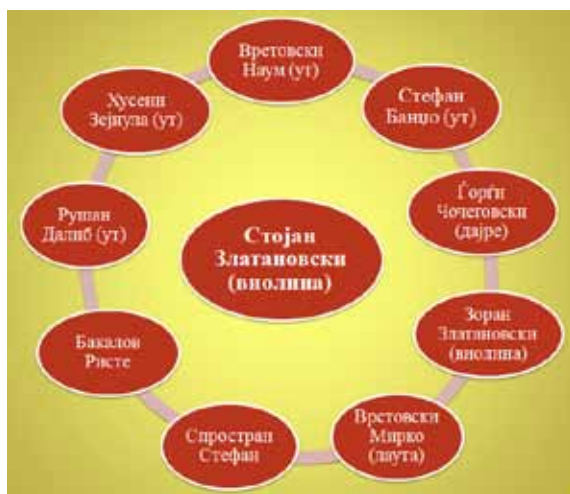 Вретовски
Наум (ут)
Стефан
Банџо (ут)
Ѓорѓи
Чочеговски
(дајре)
Зоран
Златановски
(виолина)
Вретовски
Мирко
(лаута)
Спростран
Стефан
Бакалов
Ристе
Рушан
Далиб (ут)
Хусеин
Зејнула (ут)
Стојан
Златановски
(виолина)